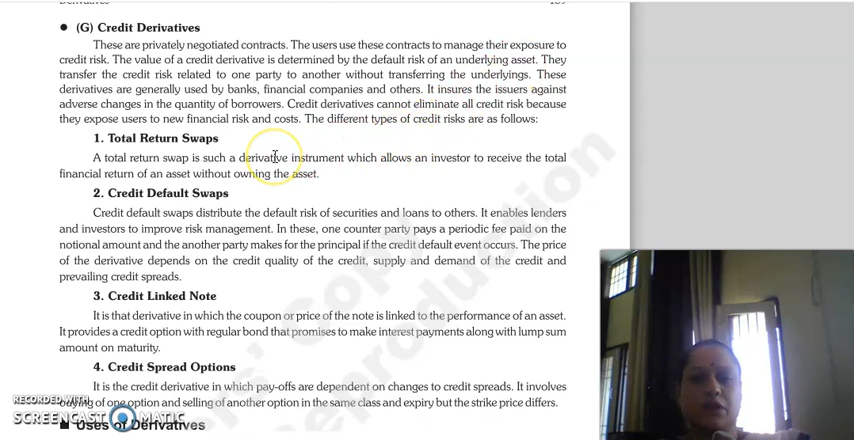 Derivatives 189
● (G) Credit Derivatives
These are privately negotiated contracts. The users use these contracts to manage their exposure to
credit risk. The value of a credit derivative is determined by the default risk of an underlying asset. They
transfer the credit risk related to one party to another without transferring the underlyings. These
derivatives are generally used by banks, financial companies and others. It insures the issuers against
adverse changes in the quantity of borrowers. Credit derivatives cannot eliminate all credit risk because
they expose users to new financial risk and costs. The different types of credit risks are as follows:
1. Total Return Swaps
A total return swap is such a derivative instrument which allows an investor to receive the total
financial return of an asset without owning the asset.
2. Credit Default Swaps
Credit default swaps distribute the default risk of securities and loans to others. It enables lenders
and investors to improve risk management. In these, one counter party pays a periodic fee paid on the
notional amount and the another party makes for the principal if the credit default event occurs. The price
of the derivative depends on the credit quality of the credit, supply and demand of the credit and
prevailing credit spreads.
3. Credit Linked Note
It is that derivative in which the coupon or price of the note is linked to the performance of an asset.
It provides a credit option with regular bond that promises to make interest payments along with lump sum
amount on maturity.
4. Credit Spread Options
It is the credit derivative in which pay-offs are dependent on changes to credit spreads. It involves
buying of one option and selling of another option in the same class and expiry but the strike price differs.
■ Uses of Derivatives
RECORDED WITH
SCREENCAST MATIC
ers' Copy
Reproduction